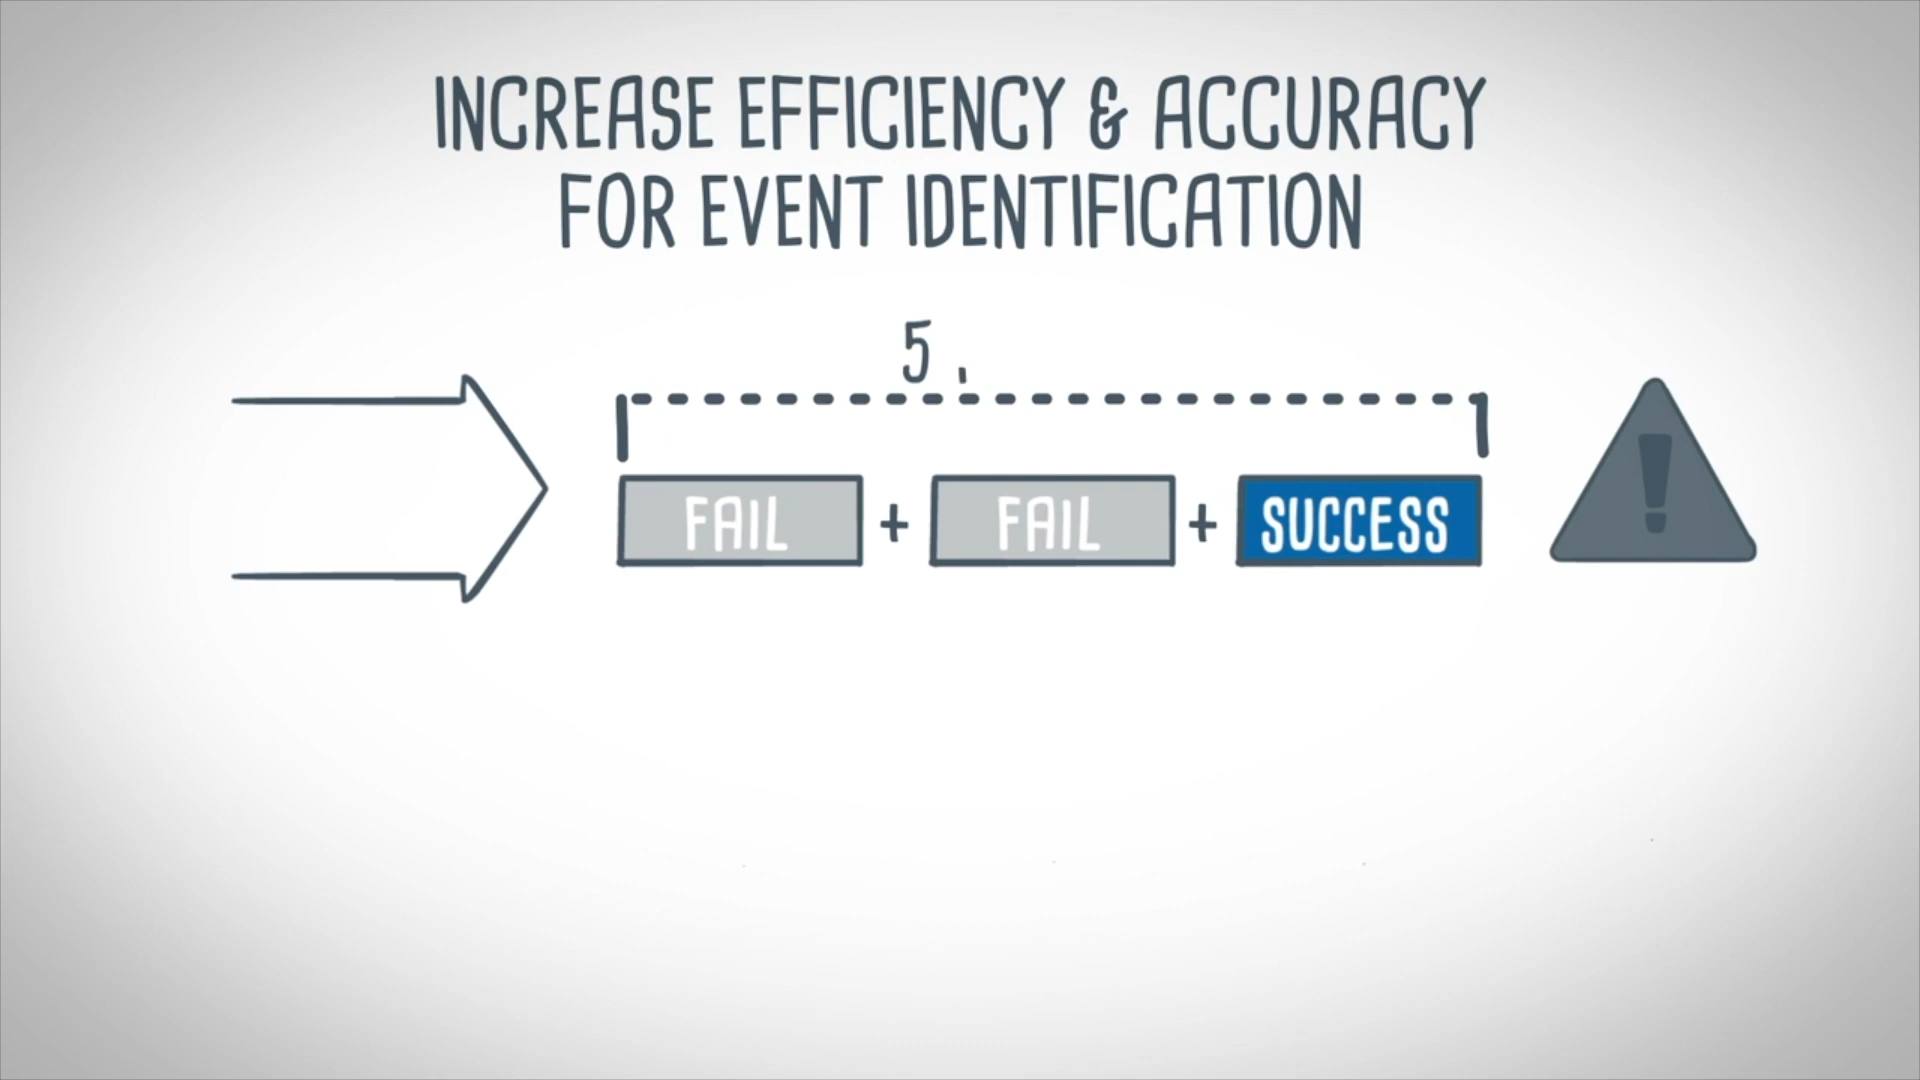 INCREASE EFFICIENCY & ACCURACY
FOR EVENT IDENTIFICATION
5
FAIL + FAIL + SUCCESS
!